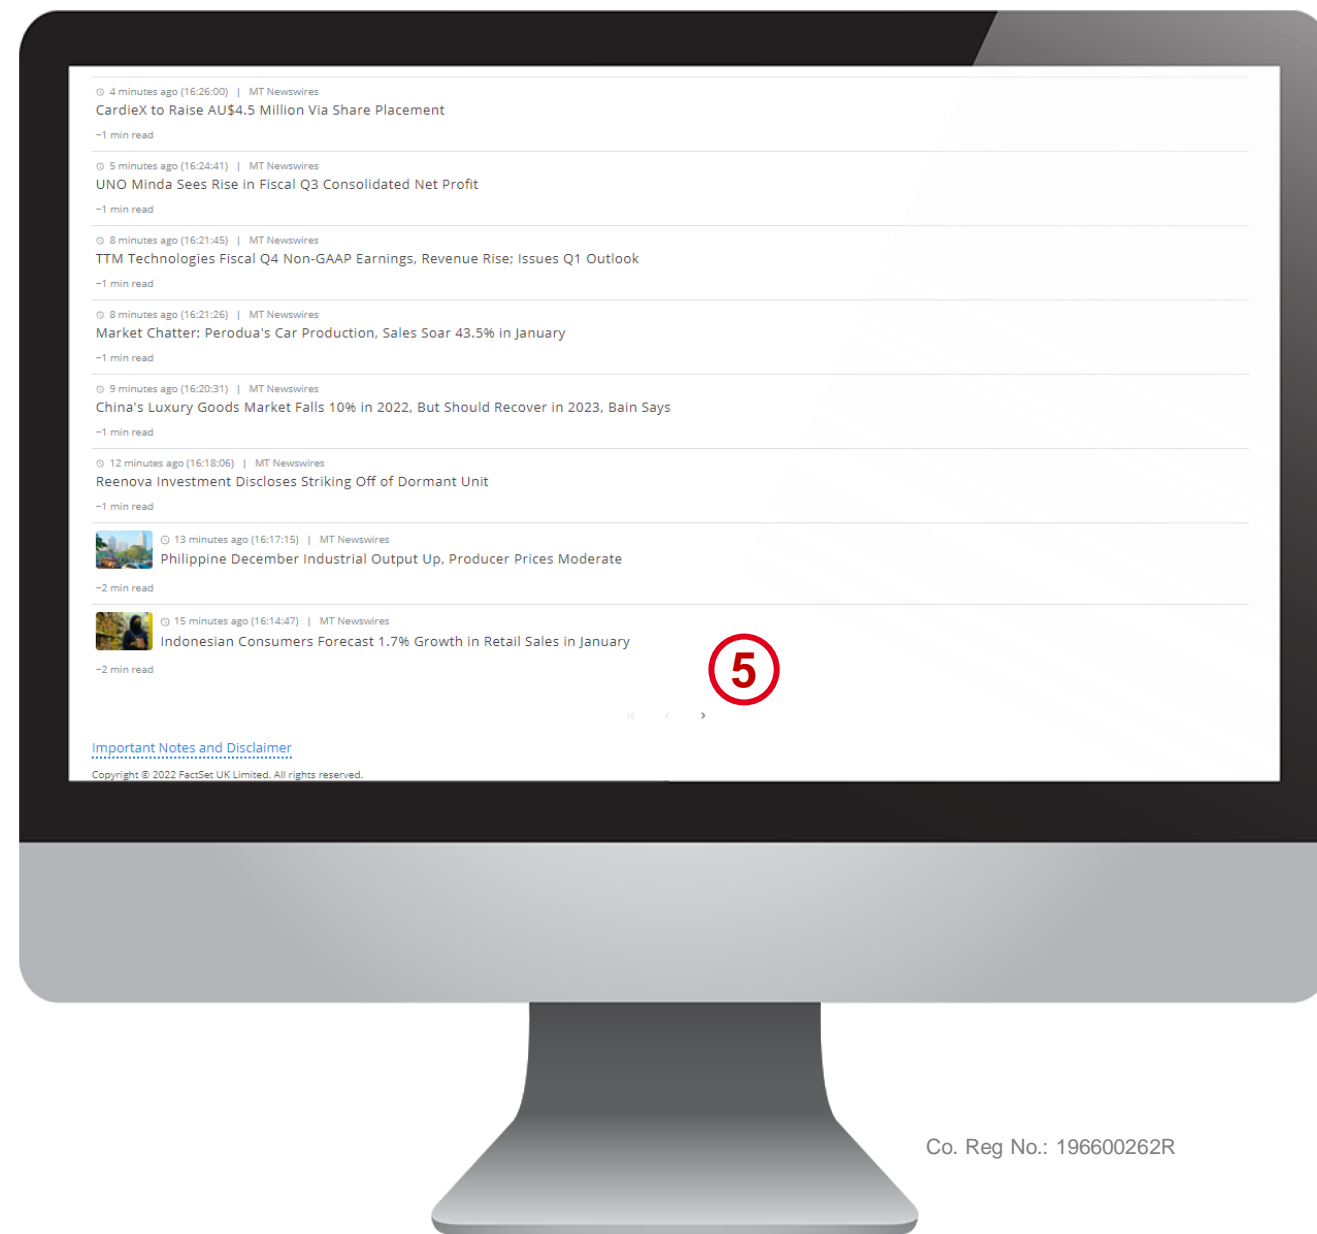 4 minutes ago (16:26:00) | MT Newswires
CardieX to Raise AU$4.5 Million Via Share Placement
~1 min read
5 minutes ago (16:24:41) | MT Newswires
UNO Minda Sees Rise in Fiscal Q3 Consolidated Net Profit
~1 min read
8 minutes ago (16:21:45) | MT Newswires
TTM Technologies Fiscal Q4 Non-GAAP Earnings, Revenue Rise; Issues Q1 Outlook
~1 min read
8 minutes ago (16:21:26) | MT Newswires
Market Chatter: Perodua's Car Production, Sales Soar 43.5% in January
~1 min read
9 minutes ago (16:20:31) | MT Newswires
China's Luxury Goods Market Falls 10% in 2022, But Should Recover in 2023, Bain Says
~1 min read
12 minutes ago (16:18:06) | MT Newswires
Reenova Investment Discloses Striking Off of Dormant Unit
~1 min read
13 minutes ago (16:17:15) | MT Newswires
Philippine December Industrial Output Up, Producer Prices Moderate
~2 min read
15 minutes ago (16:14:47) | MT Newswires
Indonesian Consumers Forecast 1.7% Growth in Retail Sales in January
~2 min read
5
Important Notes and Disclaimer
Copyright © 2022 FactSet UK Limited. All rights reserved.
Co. Reg No.: 196600262R